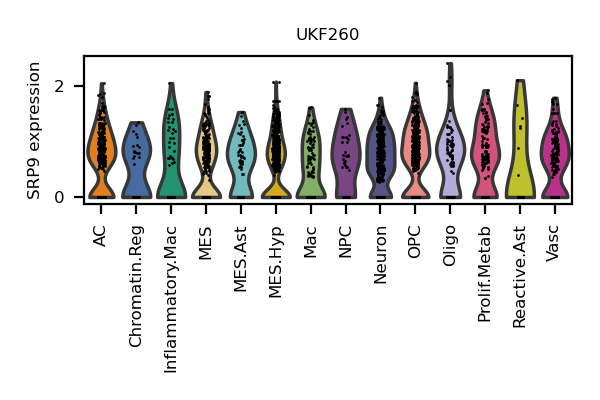 UKF260
SRP9 expression
2
0
AC
Chromatin.Reg
Inflammatory.Mac
MES
MES.Ast
MES.Hyp
Mac
NPC
Neuron
OPC
Oligo
Prolif.Metab
Reactive.Ast
Vasc